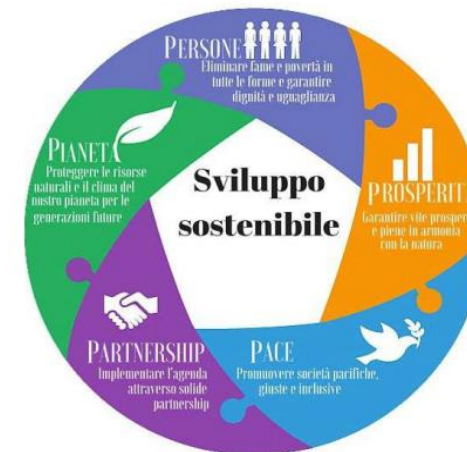 PERSONE
Eliminare fame e povertà in
tutte le forme e garantire
dignità e uguaglianza
PIANETA
Proteggere le risorse
naturali e il clima del
nostro pianeta per le
generazioni future
Sviluppo
sostenibile
PROSPERIT
Garantire vite prosper
e piene in armonia
con la natura
PARTNERSHIP
Implementare l'agenda
attraverso solide
partnership
PACE
Promuovere società pacifiche,
giuste e inclusive